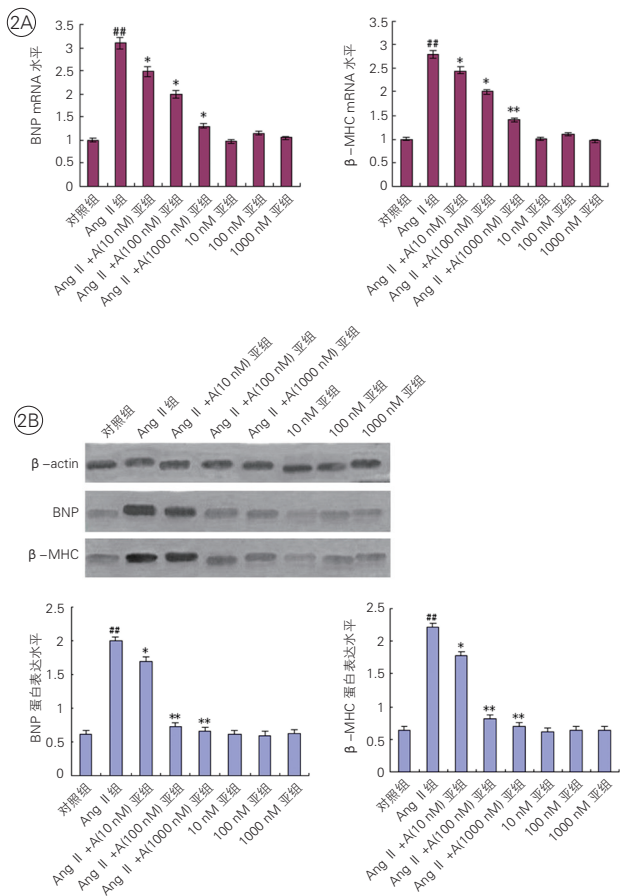 2A
BNP mRNA 水平
3.5
3
2.5
2
1.5
1
0.5
0
##
*
*
*
对照组
Ang Ⅱ组
Ang Ⅱ +A(10 nM) 亚组
Ang Ⅱ +A(100 nM) 亚组
Ang Ⅱ +A(1000 nM) 亚组
10 nM 亚组
100 nM 亚组
1000 nM 亚组
β-MHC mRNA 水平
3.5
3
2.5
2
1.5
1
0.5
0
##
*
*
**
对照组
Ang Ⅱ组
Ang Ⅱ +A(10 nM) 亚组
Ang Ⅱ +A(100 nM) 亚组
Ang Ⅱ +A(1000 nM) 亚组
10 nM 亚组
100 nM 亚组
1000 nM 亚组
2B
对照组
Ang Ⅱ组
Ang Ⅱ +A(10 nM) 亚组
Ang Ⅱ +A(100 nM) 亚组
Ang Ⅱ +A(1000 nM) 亚组
10 nM 亚组
100 nM 亚组
1000 nM 亚组
β-actin
BNP
β-MHC
BNP 蛋白表达水平
2.5
2
1.5
1
0.5
0
##
*
**
**
对照组
Ang Ⅱ组
Ang Ⅱ +A(10 nM) 亚组
Ang Ⅱ +A(100 nM) 亚组
Ang Ⅱ +A(1000 nM) 亚组
10 nM 亚组
100 nM 亚组
1000 nM 亚组
β-MHC 蛋白表达水平
2.5
2
1.5
1
0.5
0
##
*
**
**
对照组
Ang Ⅱ组
Ang Ⅱ +A(10 nM) 亚组
Ang Ⅱ +A(100 nM) 亚组
Ang Ⅱ +A(1000 nM) 亚组
10 nM 亚组
100 nM 亚组
1000 nM 亚组